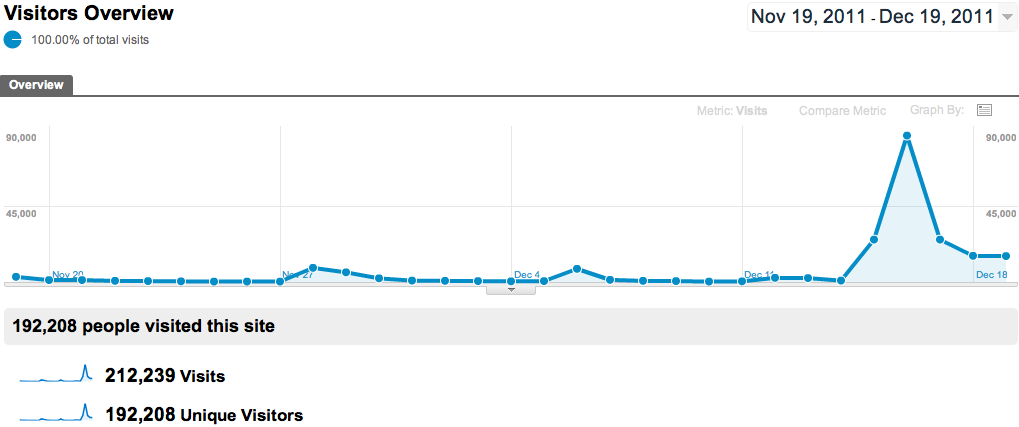 Visitors Overview
Nov 19, 2011 - Dec 19, 2011
100.00% of total visits
Overview
Metric: Visits Compare Metric Graph By:
90,000 90,000
45,000 45,000
Nov 20 Nov 27 Dec 4 Dec 11 Dec 18
192,208 people visited this site
212,239 Visits
192,208 Unique Visitors